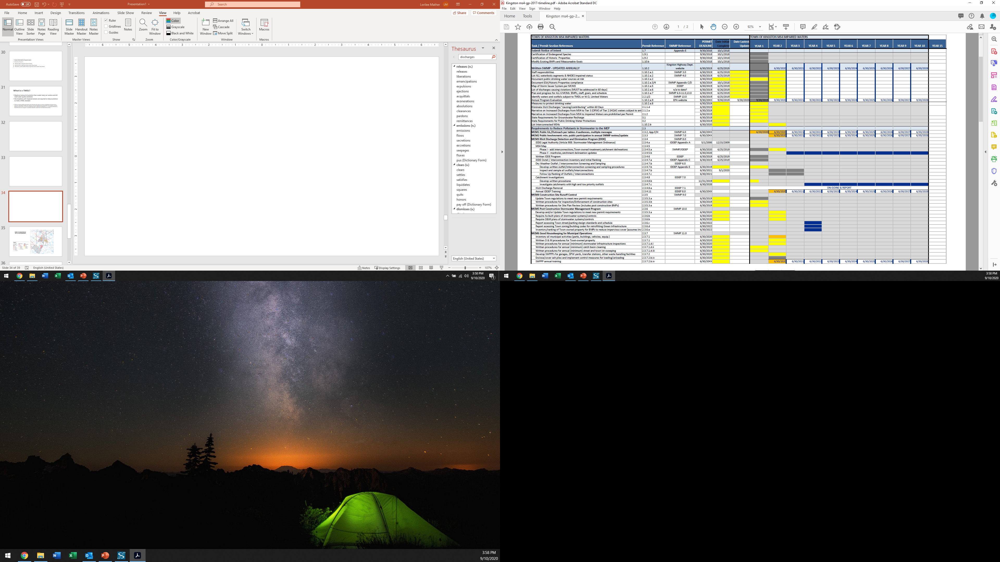 AutoSave Off Presentation1 Search Lorilee Mather LM
File Home Insert Design Transitions Animations Slide Show Review View Help Acrobat Share Comments
Normal Outline View Slide Sorter Notes Page Reading View
Presentation Views
Slide Master Handout Master Notes Master
Master Views
Ruler
Gridlines
Guides
Notes
Show
Zoom Fit to Window
Zoom
Color
Grayscale
Black and White
Color/Grayscale
New Window
Arrange All
Cascade
Move Split
Switch Windows
Window
Macros
Macros
30
31
What is a TMDL?
Maximum amount of pollution that a water body can receive and still meet water quality standards
Municipalities with impaired streams are required to reduce pollution to meet a TMDL standard
32
33
34
35
36
Thesaurus
discharges
releases (n.)
releases
liberations
emancipations
expulsions
ejections
acquittals
exonerations
absolutions
clearances
pardons
remittances
emissions (n.)
emissions
flows
secretions
excretions
seepages
fluxes
pus (Dictionary Form)
clears (v.)
clears
settles
satisfies
liquidates
squares
quits
honors
pay off (Dictionary Form)
dismisses (v.)
English (United States)
Slide 34 of 39 English (United States) Notes Display Settings 107%
3:58 PM
9/10/2020
Kingston ms4-gp-2017-timeline.pdf - Adobe Acrobat Standard DC
File Edit View Sign Window Help
Home Tools Kingston ms4-gp-2... ×
1 / 2 92%
TOWN OF KINGSTON MS4 IMPAIRED WATERS TOWN OF KINGSTON MS4 IMPAIRED WATERS
Task / Permit Section References Permit Reference SWMP Reference PERMIT DEADLINE Date Initial Complete Date Lastest Update YEAR 1 YEAR 2 YEAR 3 YEAR 4 YEAR 5 YEAR 6 YEAR 7 YEAR 8 YEAR 9 YEAR 10 YEAR 15
Submit Notice of Intent 1.7 Appendix E 9/30/2018 10/1/2018
Certification of Endangered Species 1.9.1 9/30/2018 10/1/2018
Certification of Historic Properties 1.9.2 9/30/2018 10/1/2018
Modify Existing BMPs and Measureable Goals 1.10.b 9/30/2018 10/1/2018
Written SWMP - UPDATED ANNUALLY 1.10.2 Kingston Highway Dept. website 6/30/2019 6/25/2019 6/30/2020 6/30/2021 6/30/2022 6/30/2023 6/30/2024 6/30/2025 6/30/2026 6/30/2027 6/30/2028
Staff responsibilities 1.10.2.a.1 SWMP 3.0 6/30/2019 6/25/2019
List ALL waterbody segments & NHDES impaired status 1.10.2.a.2 SWMP 4.0 6/30/2019 6/25/2019
Document public drinking water sources at risk 1.10.2.a.2 6/30/2019
Document ESA/Historic Properties compliance 1.10.2.a.3/4 SWMP Appendix C/D 6/30/2019 10/1/2018
Map of Storm Sewer System per MCM3 1.10.2.a.5 IDDEP 6/30/2019 6/25/2019
List of discharges causing violations (MUST be addressed in 60 days) 1.10.2.a.6 n/a to date? 6/30/2019 6/26/2019
Plan and progress for ALL 6 MCMs: BMPs, staff, goals, and schedule 1.10.2.a.7 SWMP 6.0-11.0,13.0 6/30/2019 6/25/2019
Identify waters and outfalls subject to TMDL or W.Q. Limited Waters 2.2.1/2 SWMP 13.0 6/30/2019 6/25/2019
Annual Program Evaluation 1.10.2.a.9 EPA website 9/30/20XX 9/30/2019 9/30/2020 9/30/2019 9/30/2020 9/30/2021 9/30/2022 9/30/2023 9/30/2024 9/30/2025 9/30/2026 9/30/2027 9/30/2028
Measures to protect drinking water 1.10.2.a.8 6/30/2019
Eliminate Illicit Discharges "causing/contributing" within 60 Days 2.1.1.d 6/30/2019
Narrative on Increased Discharges from MS4 to Tier 3 (ORW) of Tier 2 (HQW) waters subject to ant 2.1.2.a 6/30/2019
Narrative on Increased Discharges from MS4 to Impaired Waters are prohibitied per Permit 2.1.2 6/30/2019
State Requirements for Groundwater Recharge 3.1 6/30/2019
State Requirements for Public Drinking Water Protections 3.2 6/30/2019
List Interconnected MS4s 1.10.2.b 6/30/2020
Requirements to Reduce Pollutants in Stormwater to the MEP 2.3
MCM1 Public Ed./Outreach per tables: 4 audiences, multiple messages 2.3.2, App.F/H SWMP 6.0 6/30/20XX 6/30/2020 6/30/2020 6/30/2021 6/30/2022 6/30/2023 6/30/2024 6/30/2025 6/30/2026 6/30/2027 6/30/2028
MCM2 Public Involvement: min. public participation in annual SWMP review/update 2.3.3 SWMP 7.0 6/30/20XX 6/30/2020 6/30/2021 6/30/2022 6/30/2023 6/30/2024 6/30/2025 6/30/2026 6/30/2027 6/30/2028
MCM3 Illicit Discharge Detection and Elimination Program (IDDE) 2.3.4 SWMP 8.0
IDDE Legal Authority (Article 908: Stormwater Management Ordinance) 2.3.4.a IDDEP Appendix A 5/1/2008 12/15/2009
MS4 Map 2.3.4.5
Phase I - add interconnections,Town-owned treatment,catchment delineations 2.3.4.5.a SWMP/IDDEP 6/30/2020 6/25/2019
Phase II - manholes,catchment delineation updates 2.3.4.5.b 6/30/2028
Written IDDE Program 2.3.4.6 IDDEP 6/30/2019 6/25/2019
IDDE Outall / Interconnection Inventory and Initial Ranking 2.3.4.7.a IDDEP Appendix C 6/30/2019 6/25/2019
Dry Weather Outfall / Interconnection Screening and Sampling 2.3.4.7.b IDDEP 6.0
Develop written outfall/interconnection screening and sampling procedures 2.3.4.7.b IDDEP Appendix E 6/30/2019
Inspect and sample all outfalls/interconnections 2.3.4.7.b 6/30/2021 9/1/2020
Follow Up Ranking of Outfalls / Interconnections 2.3.4.7.c 6/30/2021
Catchment Investigations 2.3.4.8 IDDEP 7.0
Develop written procedures 2.3.4.8.b 12/31/2019
Investigate catchments with high and low priority outfalls 2.3.4.7.c 6/30/2028
Illicit Discharge Removal 2.3.4.8.e IDDEP 7.1 ON-GOING & REPORT
Annual IDDEP Training 2.3.4.11 IDDEP 8.0 6/30/20XX 6/30/2020 6/30/2021 6/30/2022 6/30/2023 6/30/2024 6/30/2025 6/30/2026 6/30/2027 6/30/2028
MCM4 Construction Site Runoff Control 2.3.5 SWMP 9.0
Update Town regulations to meet new permit requirements 2.3.5.3.a 6/30/2019
Written procedures for Inspection/Enforcement of construction sites 2.3.5.3.b 6/30/2019
Written procedures for Site Plan Review (includes post construction BMPs) 2.3.5.3.e 6/30/2019
MCM5 Post Construction Stormwater Management Program 2.3.6 SWMP 10.0
Develop and/or Update Town regulations to meet new permit requirements 2.3.5.3.a 6/30/2020
Require As-built plans of stormwater systems/controls 2.3.6.b 6/30/2020
Require O&M plans of stormwater systems/controls 2.3.6.b 6/30/2020
Report assessing Town street/parking design standards and schedule 2.3.6.c 6/30/2022
Report assessing Town zoning/building codes for retrofitting Green Infrastructure 2.3.6.d 6/30/2022
Inventory/ranking of Town-owned property for BMPs to reduce impervious cover (assumes inv 2.3.6.e 6/30/2022
MCM6 Good Housekeeping for Municipal Operations 2.3.7 SWMP 11.0
Inventory all municipal activities (parks, buildings, vehicles, equip.) 2.3.7.1 6/30/2020
Written O & M procedures for Town-owned property 2.3.7.1 6/30/2020
Written procedures for annual (minimum) stormwater infrastructure inspections 2.3.7.1.d.i 6/30/2020
Written procedures for annual (minimum) catch basin cleaning 2.3.7.1.d.ii 6/30/2019
Written procedures for annual (minimum) street and town lot sweeping 2.3.7.1.d.iii 6/30/2019
Develop SWPPPs for garages, DPW yards, transfer stations, other waste handling facilities 2.3.7.2 6/30/2020
Enclose/cover salt piles and implement control measures for loading/unloading 2.3.7.2.b.iv 6/30/2020
SWPPP annual training 2.3.7.2.b.iv 6/30/20XX 6/30/2020 6/30/2021 6/30/2022 6/30/2023 6/30/2024 6/30/2025 6/30/2026 6/30/2027 6/30/2028
3:58 PM
9/10/2020
3:58 PM
9/10/2020